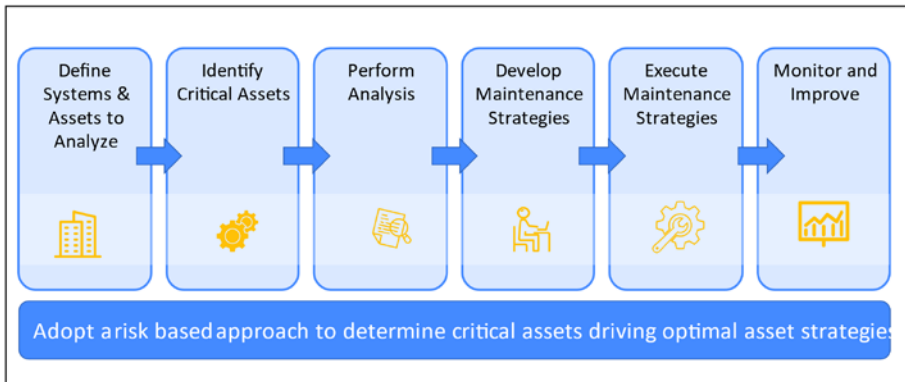 Define
Systems &
Assets to
Analyze
Identify
Critical Assets
Perform
Analysis
Develop
Maintenance
Strategies
Execute
Maintenance
Strategies
Monitor and
Improve
Adopt a risk based approach to determine critical assets driving optimal asset strategies